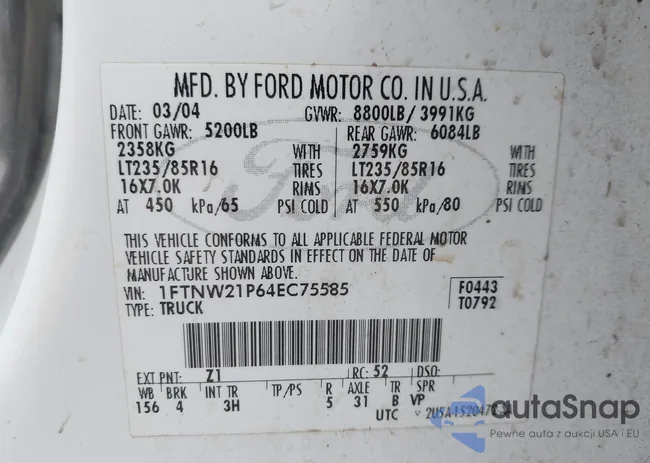 MFD. BY FORD MOTOR CO. IN U.S.A.
DATE: 03/04 GVWR: 8800LB/ 3991KG
FRONT GAWR: 5200LB REAR GAWR: 6084LB
2358KG WITH 2759KG WITH
LT235/85R16 TIRES LT235/85R16 TIRES
16X7.0K RIMS 16X7.0K RIMS
AT 450 kPa/65 PSI COLD AT 550 kPa/80 PSI COLD
THIS VEHICLE CONFORMS TO ALL APPLICABLE FEDERAL MOTOR
VEHICLE SAFETY STANDARDS IN EFFECT ON THE DATE OF
MANUFACTURE SHOWN ABOVE.
VIN: 1FTNW21P64EC75585 F0443
TYPE: TRUCK T0792
EXT PNT: Z1 RC: 52 DSO:
WB BRK INT TR TP/PS R AXLE TR SPR
156 4 3H 5 31 B VP
UTC
autaSnap
Pewne auta z aukcji USA i EU